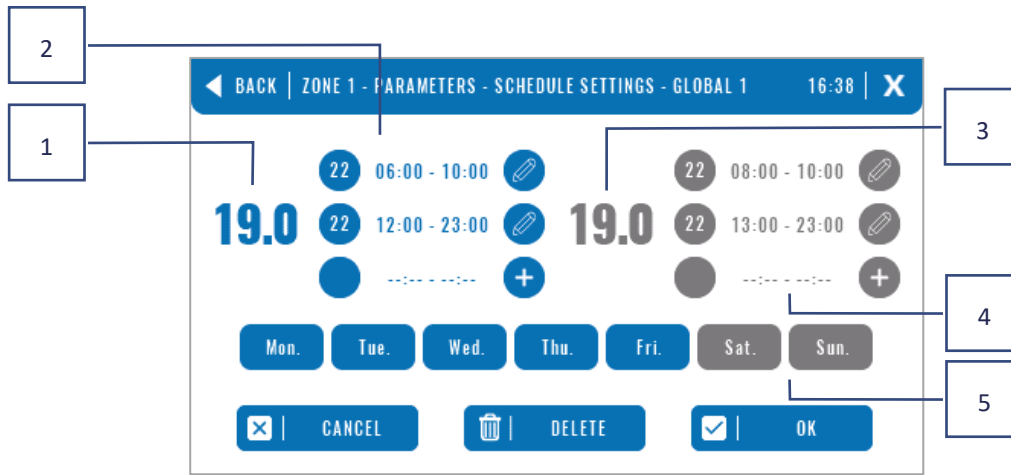 2
1
3
4
5
BACK | ZONE 1 - PARAMETERS - SCHEDULE SETTINGS - GLOBAL 1 16:38 | X
22 06:00 - 10:00
19.0 22 12:00 - 23:00
--:-- - --:-- +
22 08:00 - 10:00
19.0 22 13:00 - 23:00
--:-- - --:-- +
Mon. Tue. Wed. Thu. Fri. Sat. Sun.
CANCEL DELETE OK